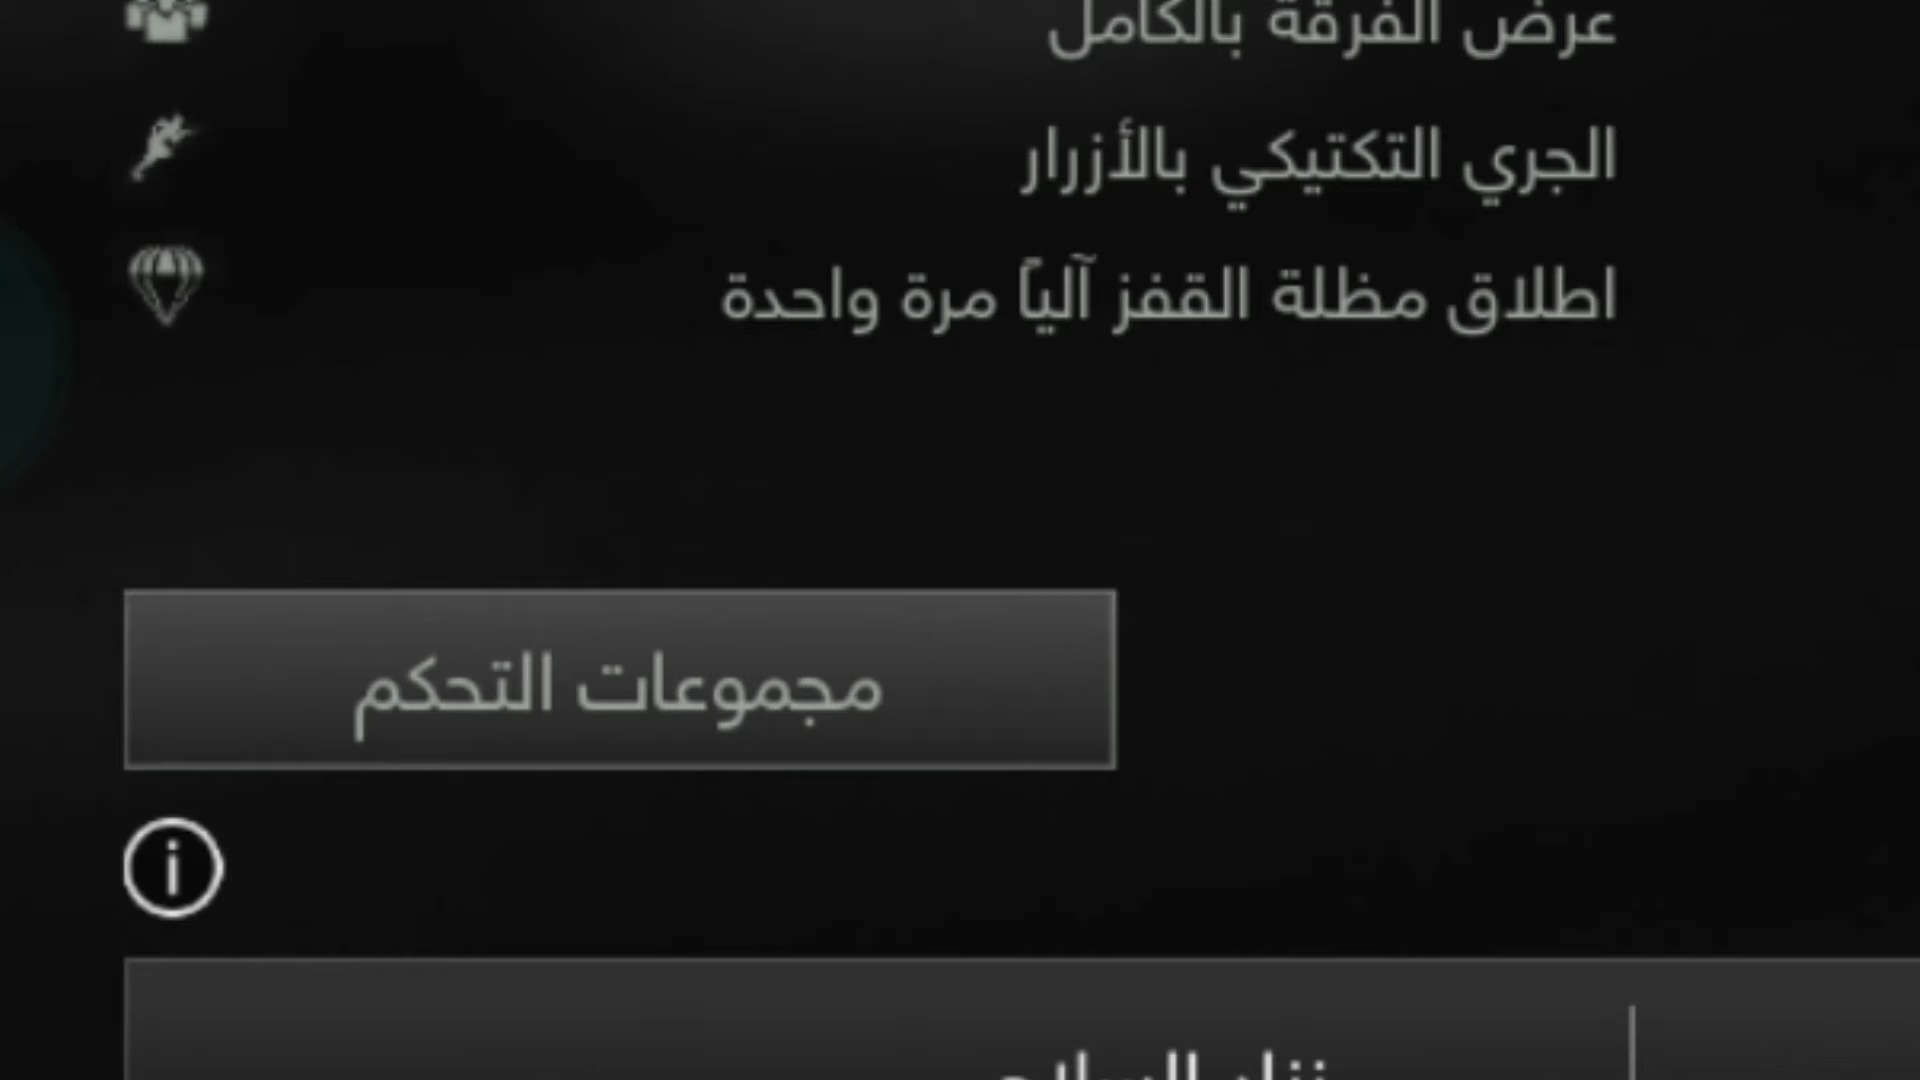 عرض الفرقة بالكامل
الجري التكتيكي بالأزرار
اطلاق مظلة القفز آلياً مرة واحدة
مجموعات التحكم